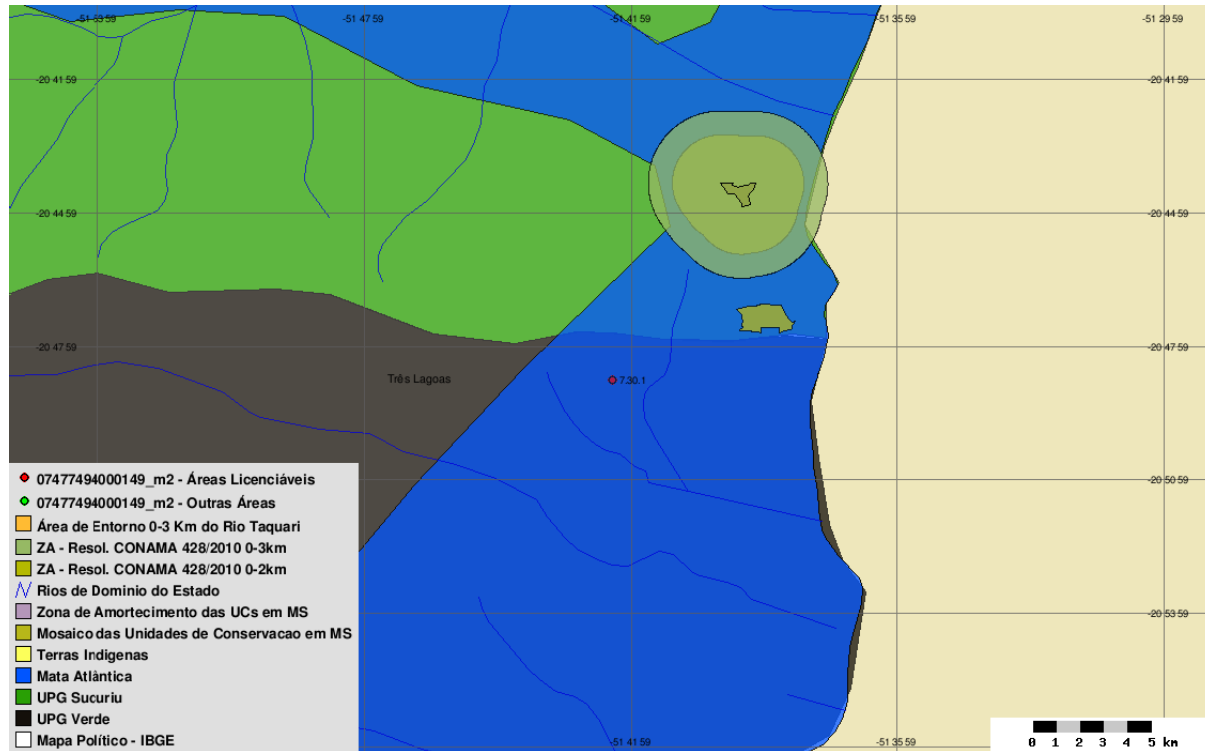 -51 53 59
-51 47 59
-51 41 59
-51 35 59
-51 29 59
-20 41 59
-20 41 59
-20 44 59
-20 44 59
-20 47 59
-20 47 59
Três Lagoas
7.30.1
-20 50 59
-20 53 59
-51 41 59
-51 35 59
-51 29 59
07477494000149_m2 - Áreas Licenciáveis
07477494000149_m2 - Outras Áreas
Área de Entorno 0-3 Km do Rio Taquari
ZA - Resol. CONAMA 428/2010 0-3km
ZA - Resol. CONAMA 428/2010 0-2km
Rios de Dominio do Estado
Zona de Amortecimento das UCs em MS
Mosaico das Unidades de Conservacao em MS
Terras Indigenas
Mata Atlântica
UPG Sucuriu
UPG Verde
Mapa Político - IBGE
0 1 2 3 4 5 km